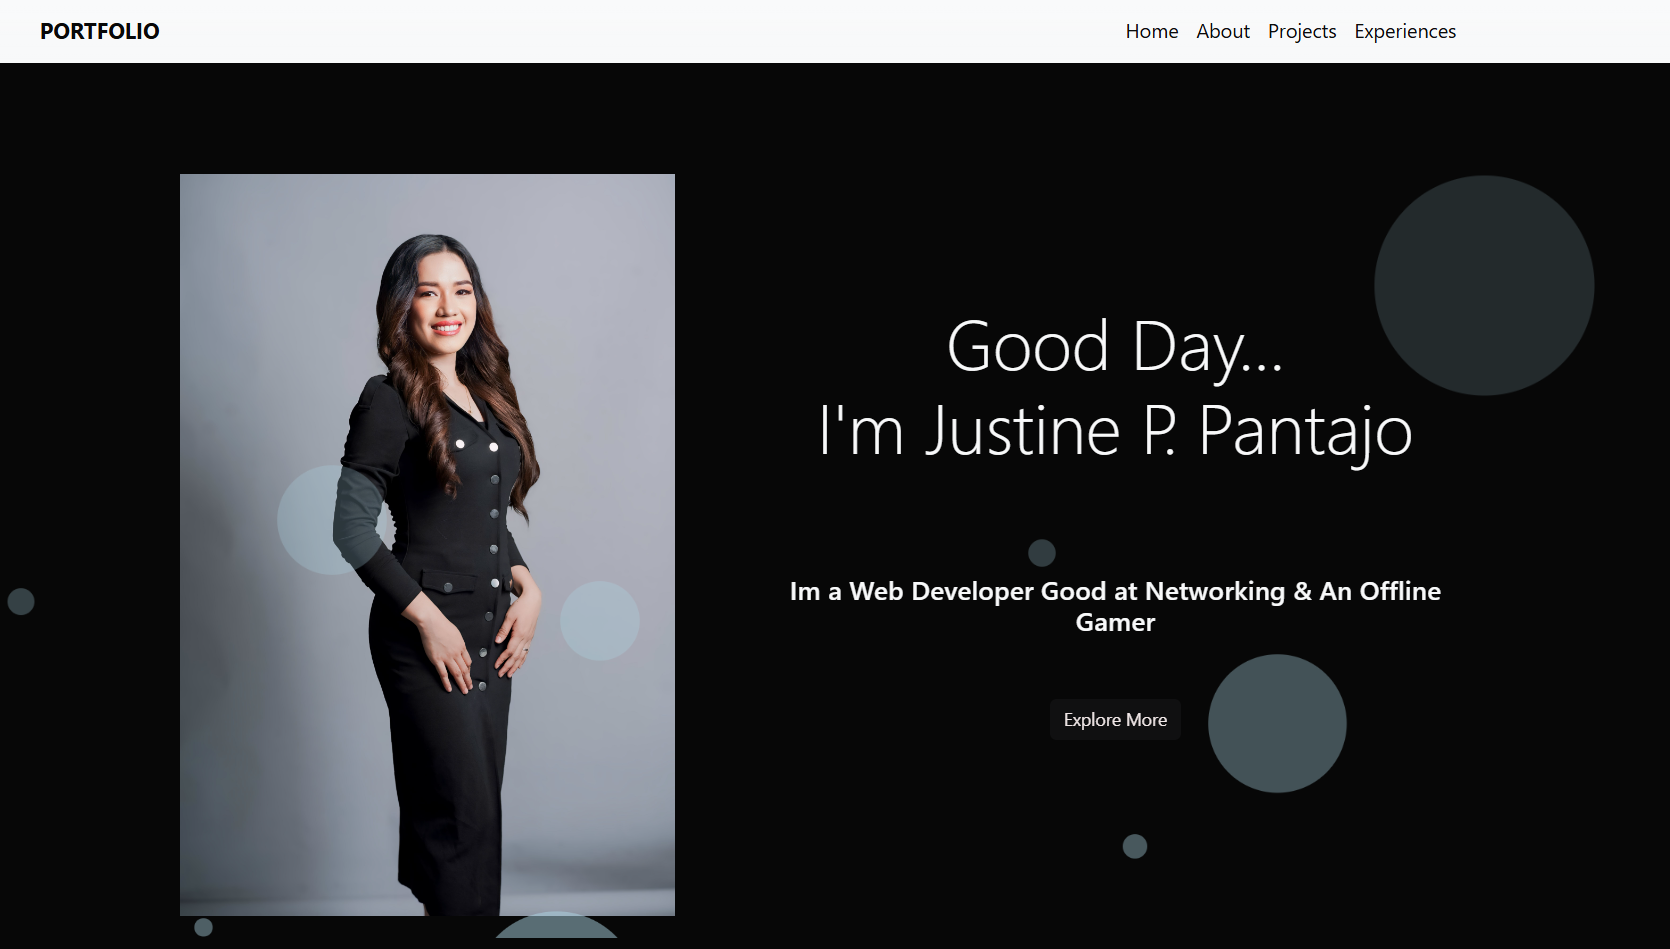 PORTFOLIO
Home About Projects Experiences
Good Day...
I'm Justine P. Pantajo
Im a Web Developer Good at Networking & An Offline
Gamer
Explore More